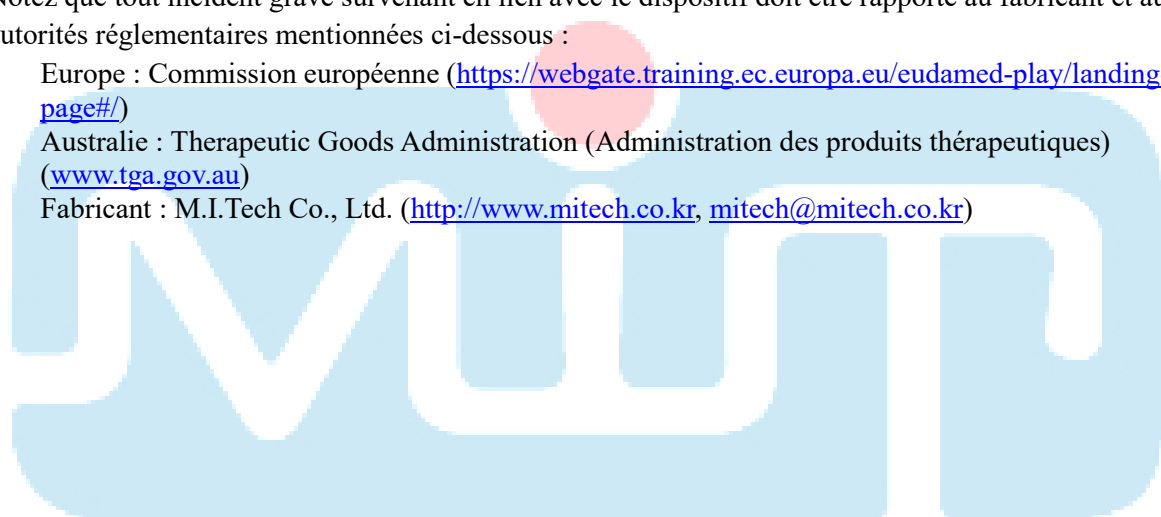 Notez que tout incident grave survenant en lien avec le dispositif doit être rapporté au fabricant et au
autorités réglementaires mentionnées ci-dessous :
Europe : Commission européenne (https://webgate.training.ec.europa.eu/eudamed-play/landing
page#/)
Australie : Therapeutic Goods Administration (Administration des produits thérapeutiques)
(www.tga.gov.au)
Fabricant : M.I.Tech Co., Ltd. (http://www.mitech.co.kr, mitech@mitech.co.kr)